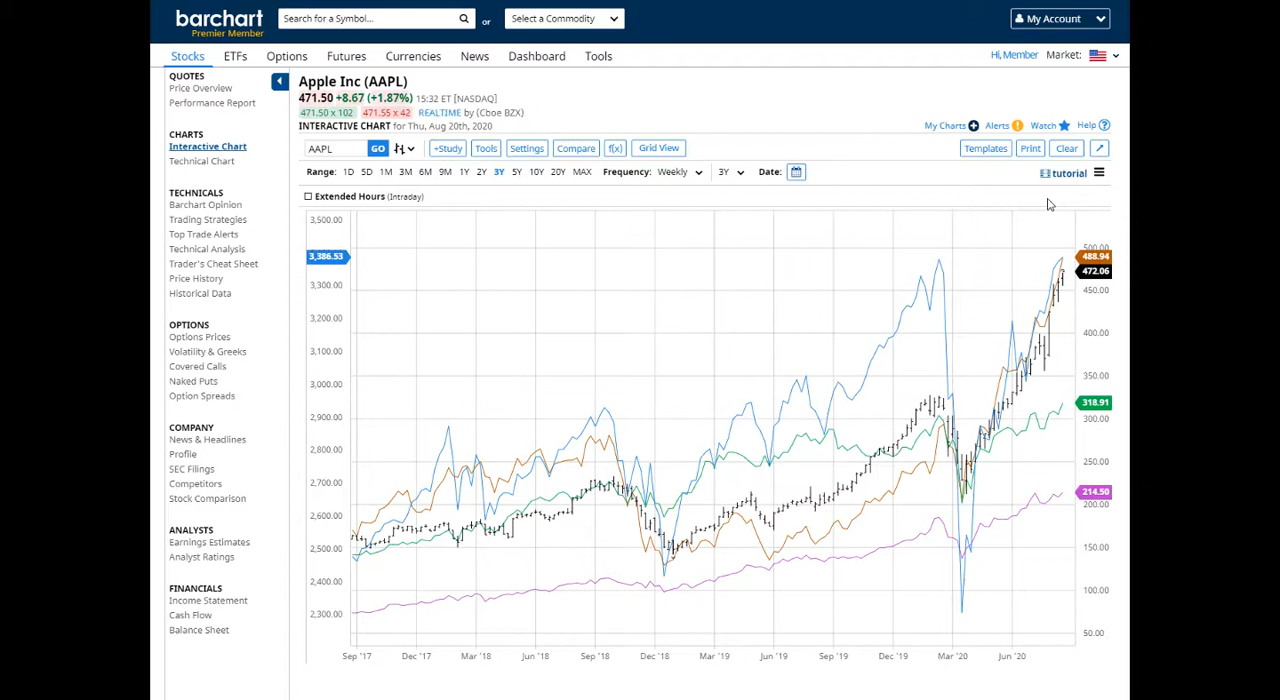 barchart
Premier Member
Search for a Symbol...
or
Select a Commodity
My Account
Stocks ETFs Options Futures Currencies News Dashboard Tools
Hi, Member Market:
QUOTES
Price Overview
Performance Report
CHARTS
Interactive Chart
Technical Chart
TECHNICALS
Barchart Opinion
Trading Strategies
Top Trade Alerts
Technical Analysis
Trader's Cheat Sheet
Price History
Historical Data
OPTIONS
Options Prices
Volatility & Greeks
Covered Calls
Naked Puts
Option Spreads
COMPANY
News & Headlines
Profile
SEC Filings
Competitors
Stock Comparison
ANALYSTS
Earnings Estimates
Analyst Ratings
FINANCIALS
Income Statement
Cash Flow
Balance Sheet
Apple Inc (AAPL)
471.50 +8.67 (+1.87%) 15:32 ET [NASDAQ]
471.50 x 102 471.55 x 42 REALTIME by (Cboe BZX)
INTERACTIVE CHART for Thu, Aug 20th, 2020
My Charts Alerts Watch Help
AAPL GO +Study Tools Settings Compare f(x) Grid View Templates Print Clear
Range: 1D 5D 1M 3M 6M 9M 1Y 2Y 3Y 5Y 10Y 20Y MAX Frequency: Weekly 3Y Date:
tutorial
Extended Hours (Intraday)
3,500.00
3,386.53
3,300.00
3,200.00
3,100.00
3,000.00
2,900.00
2,800.00
2,700.00
2,600.00
2,500.00
2,400.00
2,300.00
500.00
488.94
472.06
450.00
400.00
350.00
318.91
300.00
250.00
214.50
200.00
150.00
100.00
50.00
Sep '17 Dec '17 Mar '18 Jun '18 Sep '18 Dec '18 Mar '19 Jun '19 Sep '19 Dec '19 Mar '20 Jun '20